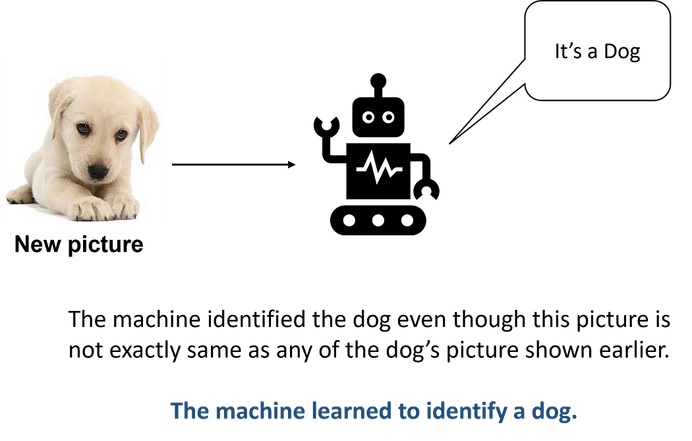 It’s a Dog
New picture
The machine identified the dog even though this picture is
not exactly same as any of the dog’s picture shown earlier.
The machine learned to identify a dog.